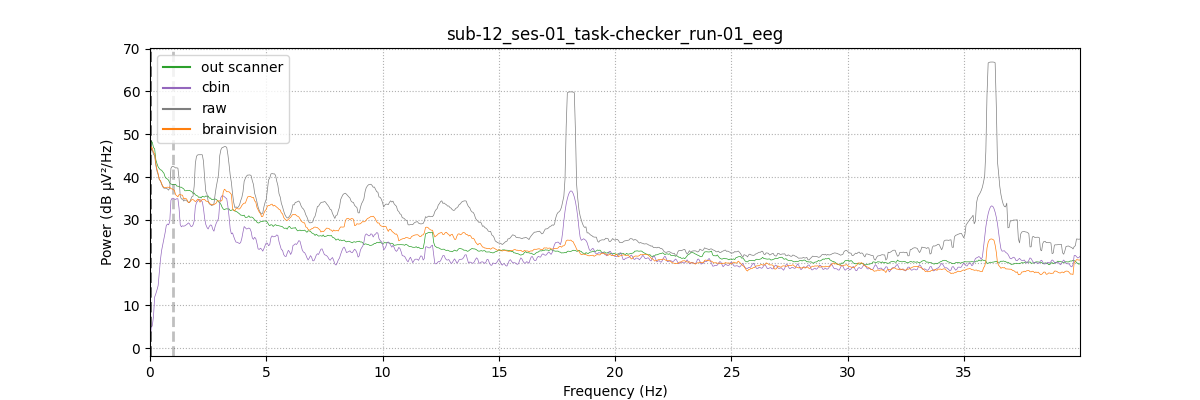 sub-12_ses-01_task-checker_run-01_eeg
70
60
50
40
30
20
10
0
Power (dB µV²/Hz)
out scanner
cbin
raw
brainvision
0 5 10 15 20 25 30 35
Frequency (Hz)